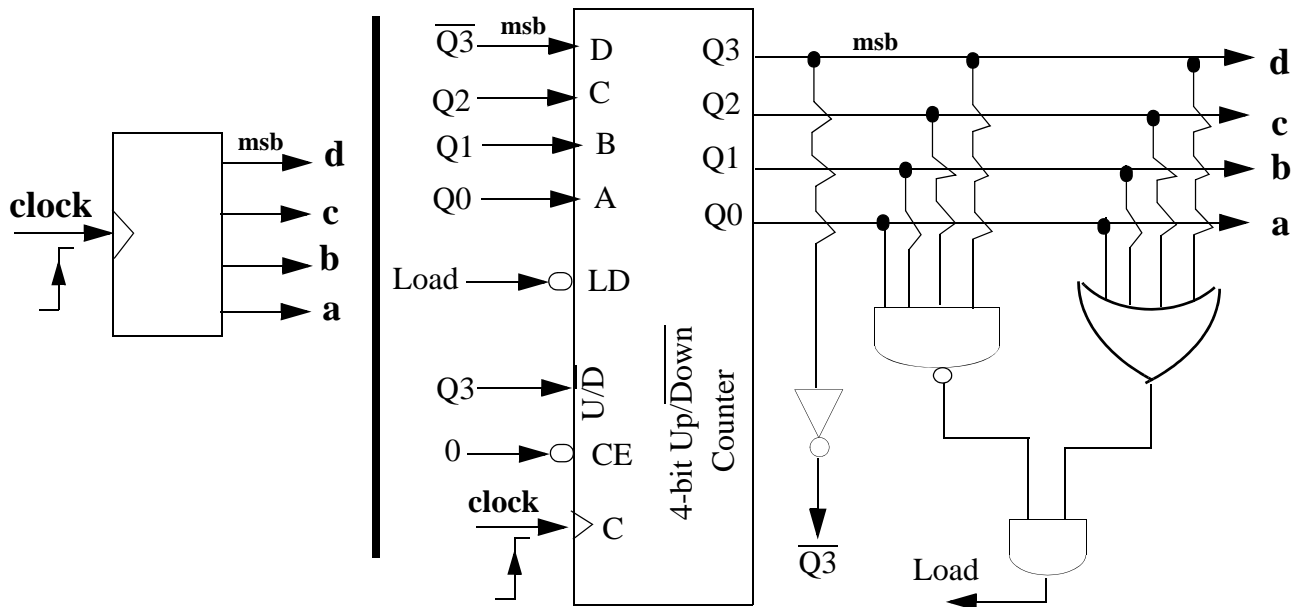 clock
msb
d
c
b
a
Q3
msb
Q2
Q1
Q0
Load
Q3
0
clock
D
C
B
A
LD
U/D
CE
C
4-bit Up/Down
Counter
Q3
Q2
Q1
Q0
msb
d
c
b
a
Q3
Load